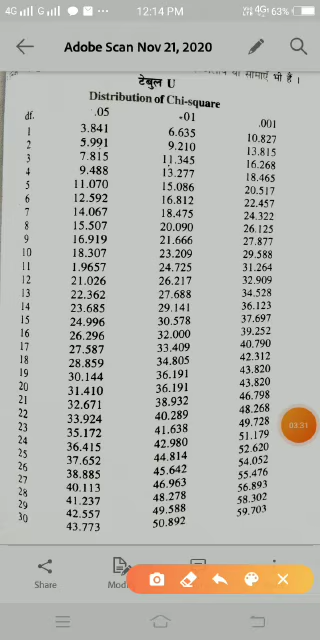 4G G 12:14 PM 4G 63%
Adobe Scan Nov 21, 2020
सीमाएँ भी हैं ।
टेबुल U
Distribution of Chi-square
df. .05 .01 .001
1 3.841 6.635 10.827
2 5.991 9.210 13.815
3 7.815 11.345 16.268
4 9.488 13.277 18.465
5 11.070 15.086 20.517
6 12.592 16.812 22.457
7 14.067 18.475 24.322
8 15.507 20.090 26.125
9 16.919 21.666 27.877
10 18.307 23.209 29.588
11 1.9657 24.725 31.264
12 21.026 26.217 32.909
13 22.362 27.688 34.528
14 23.685 29.141 36.123
15 24.996 30.578 37.697
16 26.296 32.000 39.252
17 27.587 33.409 40.790
18 28.859 34.805 42.312
19 30.144 36.191 43.820
20 31.410 36.191 43.820
21 32.671 38.932 46.798
22 33.924 40.289 48.268
23 35.172 41.638 49.728
24 36.415 42.980 51.179
25 37.652 44.814 52.620
26 38.885 45.642 54.052
27 40.113 46.963 55.476
28 41.237 48.278 56.893
29 42.557 49.588 58.302
30 43.773 50.892 59.703
03:31
Share Modi